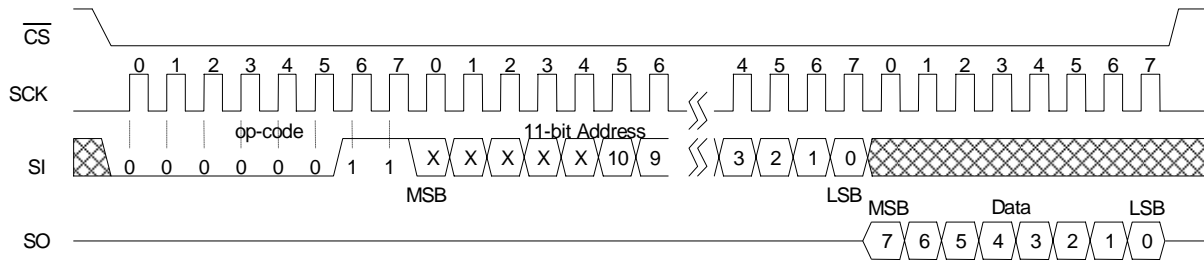 CS
0 1 2 3 4 5 6 7 0 1 2 3 4 5 6 4 5 6 7 0 1 2 3 4 5 6 7
SCK
op-code 11-bit Address
SI 0 0 0 0 0 0 1 1 X X X X X 10 9 3 2 1 0
MSB LSB
MSB Data LSB
SO 7 6 5 4 3 2 1 0